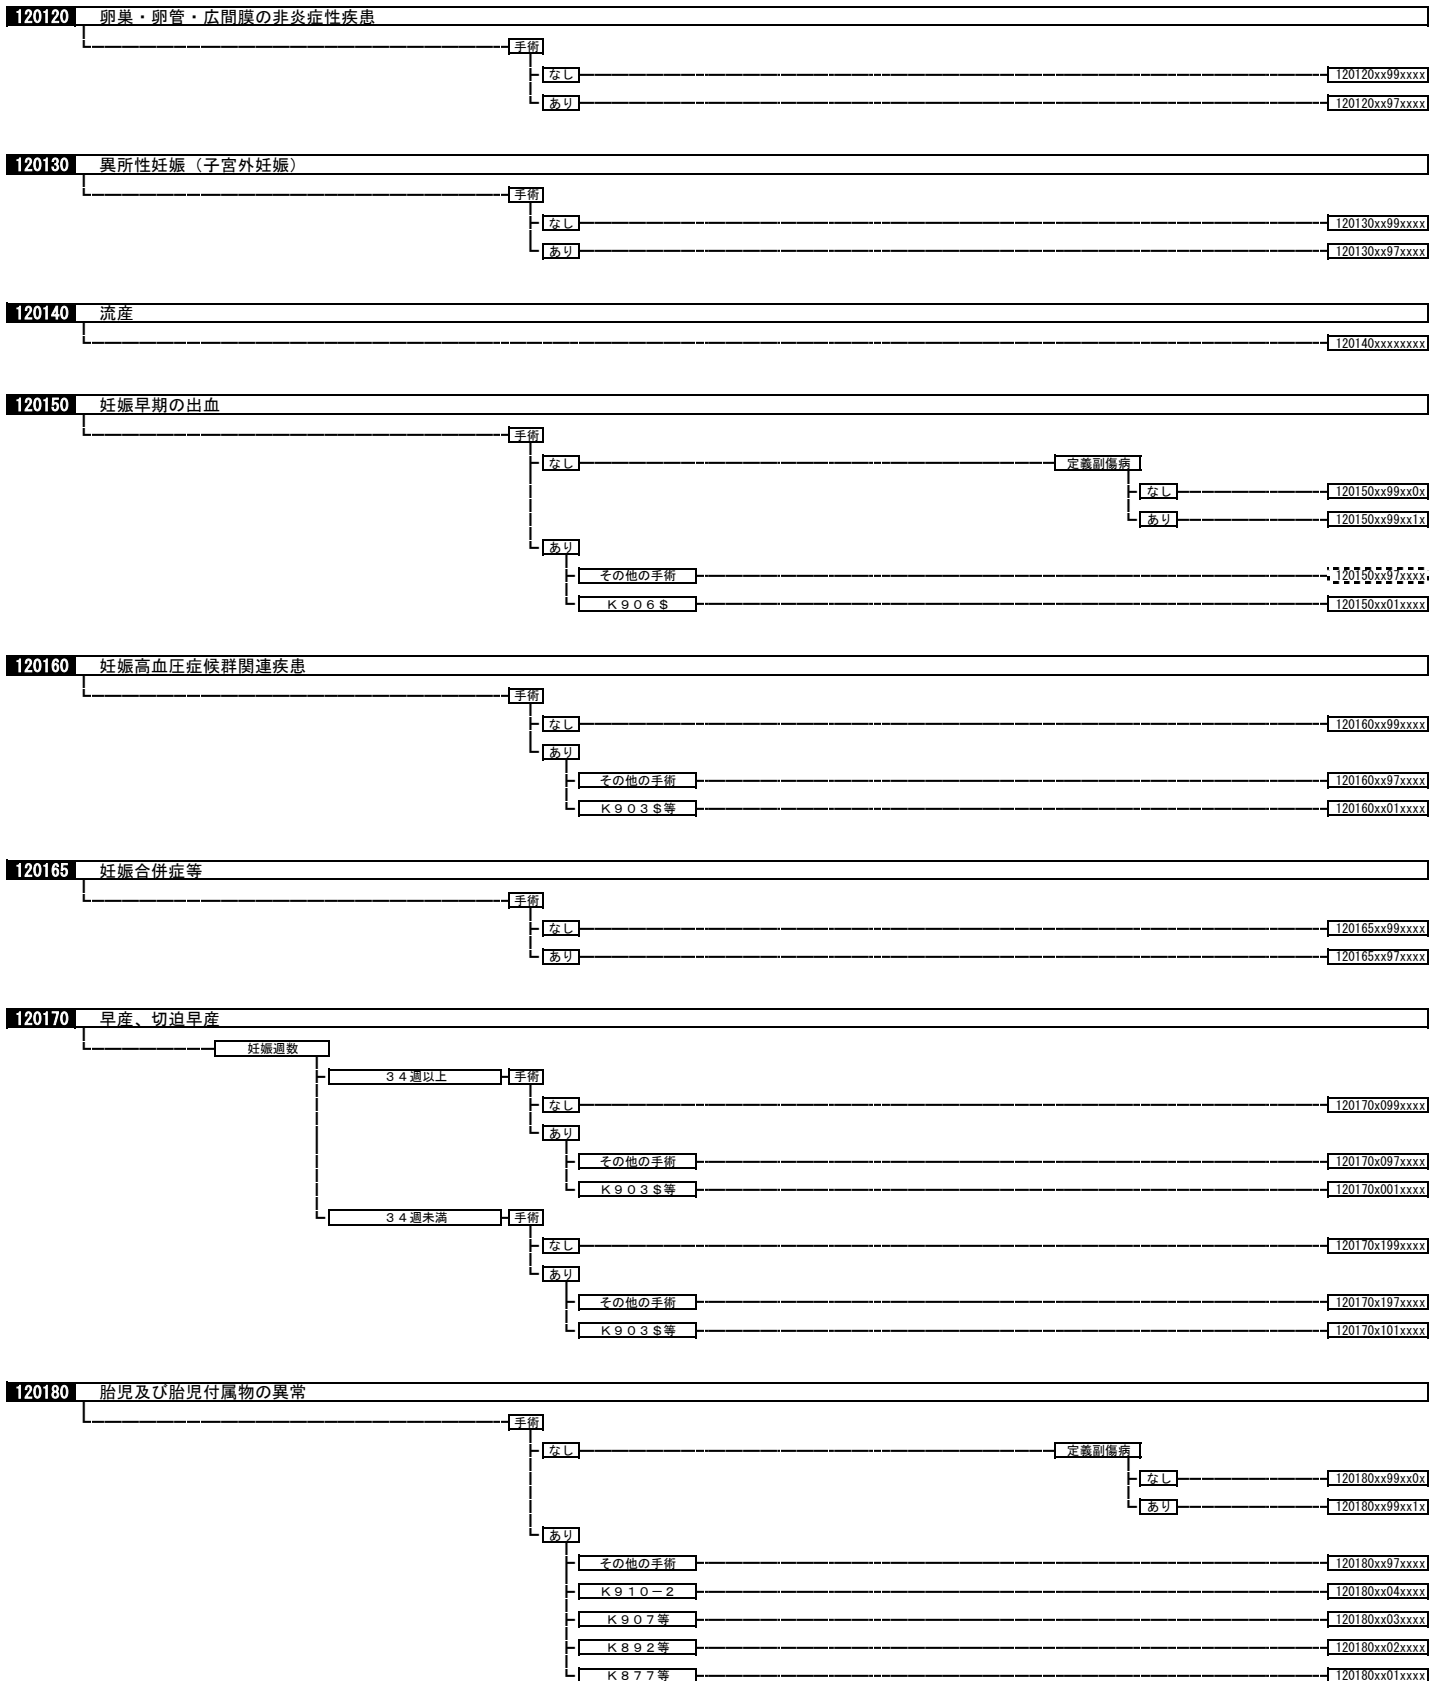 120120 卵巣・卵管・広間膜の非炎症性疾患
手術
なし 120120xx99xxxx
あり 120120xx97xxxx
120130 異所性妊娠（子宮外妊娠）
手術
なし 120130xx99xxxx
あり 120130xx97xxxx
120140 流産
120140xxxxxxxx
120150 妊娠早期の出血
手術
なし 定義副傷病
なし 120150xx99xx0x
あり 120150xx99xx1x
あり
その他の手術 120150xx97xxxx
K906$ 120150xx01xxxx
120160 妊娠高血圧症候群関連疾患
手術
なし 120160xx99xxxx
あり
その他の手術 120160xx97xxxx
K903$等 120160xx01xxxx
120165 妊娠合併症等
手術
なし 120165xx99xxxx
あり 120165xx97xxxx
120170 早産、切迫早産
妊娠週数
34週以上 手術
なし 120170x099xxxx
あり
その他の手術 120170x097xxxx
K903$等 120170x001xxxx
34週未満 手術
なし 120170x199xxxx
あり
その他の手術 120170x197xxxx
K903$等 120170x101xxxx
120180 胎児及び胎児付属物の異常
手術
なし 定義副傷病
なし 120180xx99xx0x
あり 120180xx99xx1x
あり
その他の手術 120180xx97xxxx
K910－2 120180xx04xxxx
K907等 120180xx03xxxx
K892等 120180xx02xxxx
K877等 120180xx01xxxx